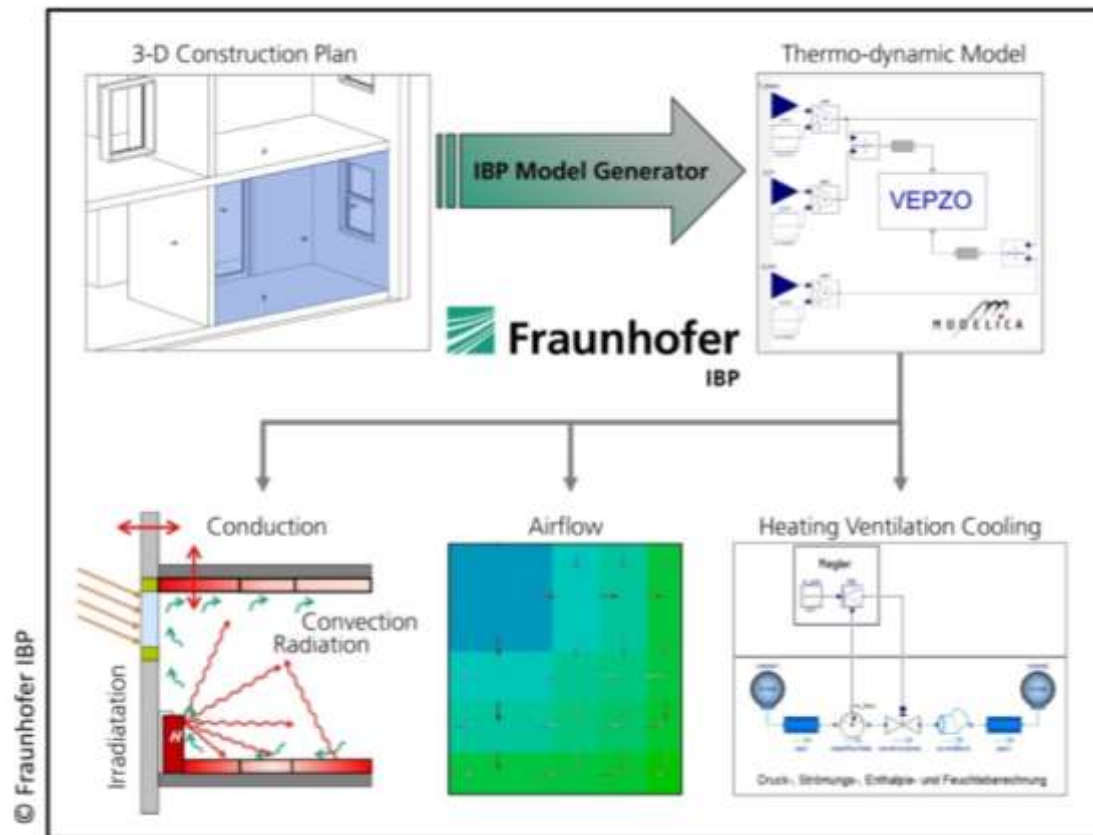 3-D Construction Plan
Thermo-dynamic Model
IBP Model Generator
VEPZO
MODELICA
Fraunhofer
IBP
Conduction
Airflow
Heating Ventilation Cooling
Convection
Radiation
Irradiatation
H
Regler
Druck-, Strömungs-, Enthalpie- und Feuchteberechnung
© Fraunhofer IBP